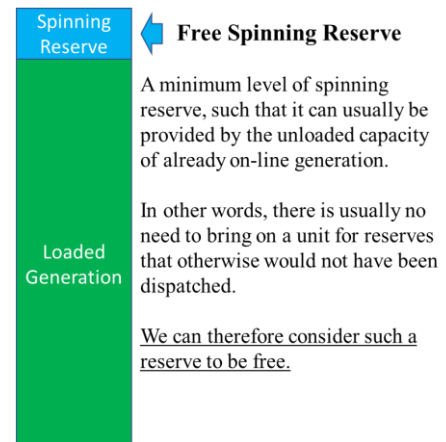 Spinning
Reserve
Free Spinning Reserve
A minimum level of spinning
reserve, such that it can usually be
provided by the unloaded capacity
of already on-line generation.
In other words, there is usually no
need to bring on a unit for reserves
that otherwise would not have been
dispatched.
Loaded
Generation
We can therefore consider such a
reserve to be free.